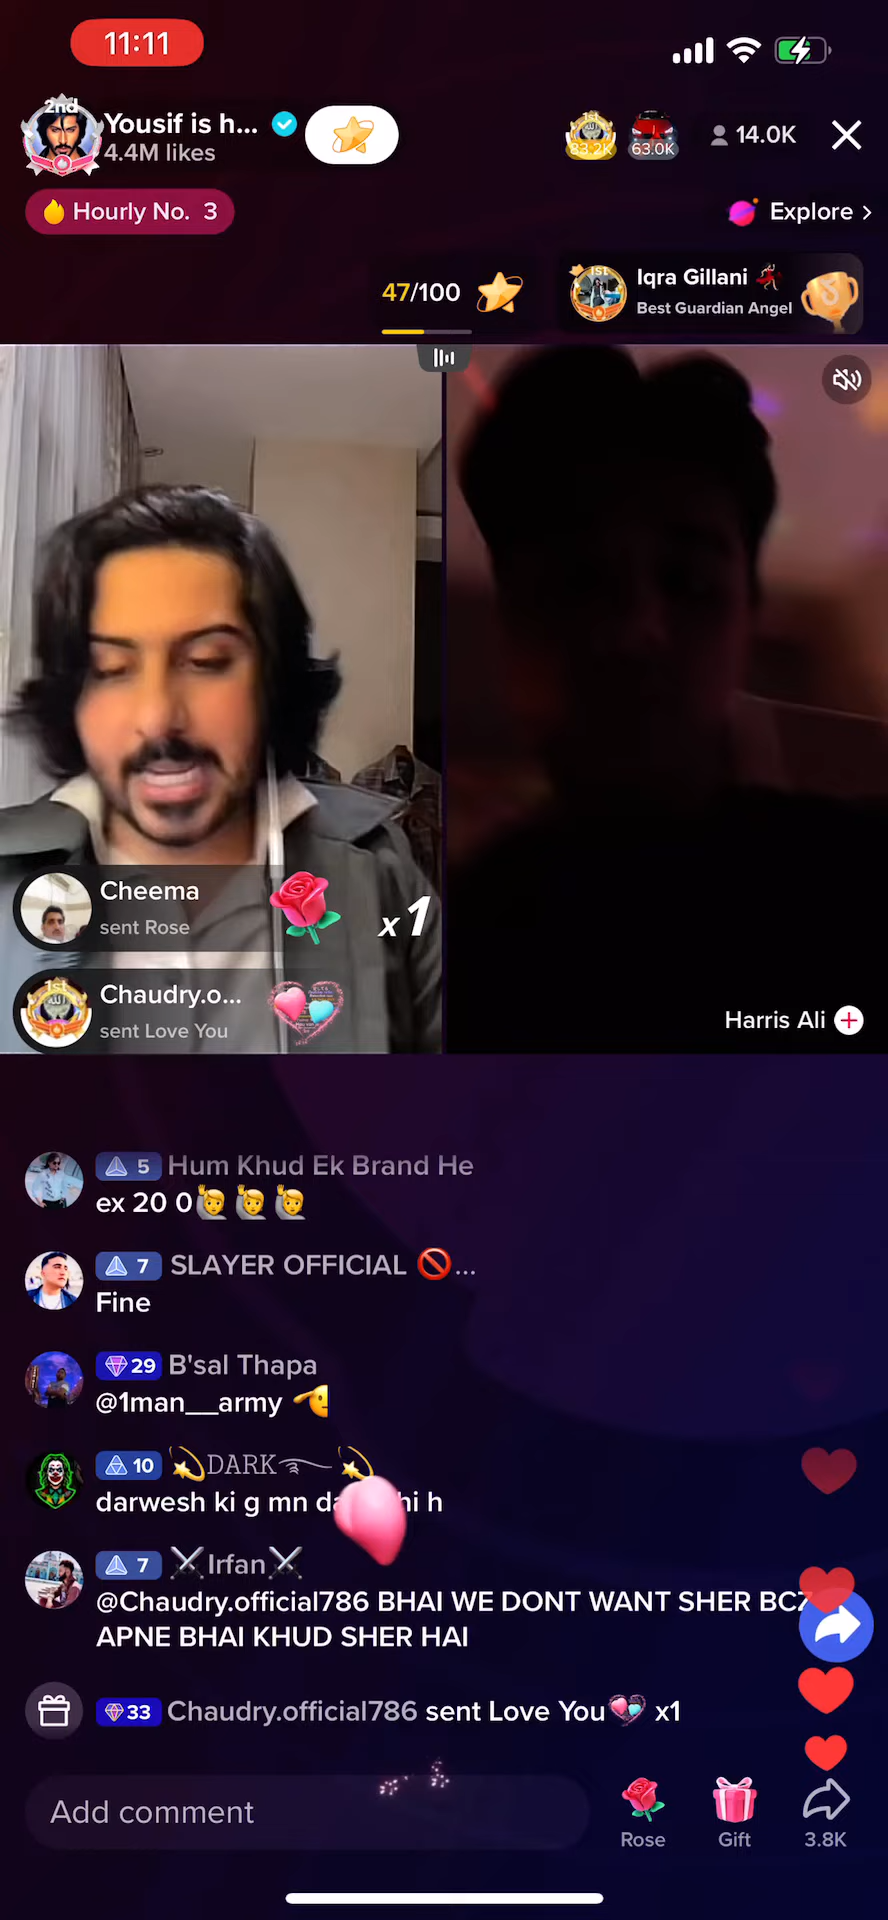 11:11
2nd
Yousif is h...
4.4M likes
1st
83.2K
63.0K
14.0K
Hourly No. 3
Explore >
47/100
1st
Iqra Gillani
Best Guardian Angel
Cheema
sent Rose
x1
1st
Chaudry.o...
sent Love You
Harris Ali
5 Hum Khud Ek Brand He
ex 20 0🙋🙋🙋
7 SLAYER OFFICIAL 🚫...
Fine
29 B'sal Thapa
@1man__army
10 💫DARK💫
darwesh ki g mn hi h
7 ⚔Irfan⚔
@Chaudry.official786 BHAI WE DONT WANT SHER BCZ
APNE BHAI KHUD SHER HAI
33 Chaudry.official786 sent Love You x1
Add comment
Rose
Gift
3.8K